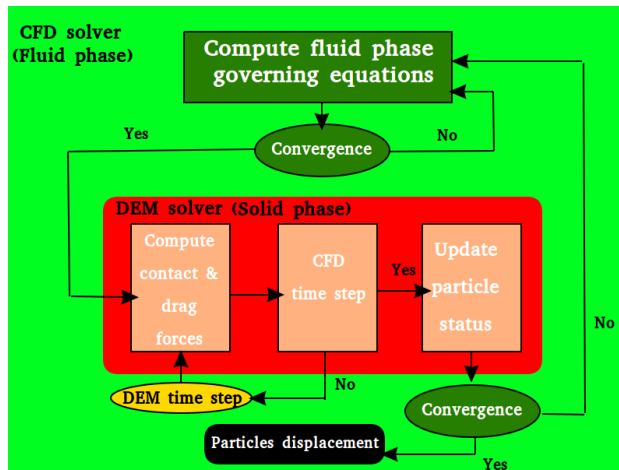 CFD solver
(Fluid phase)
Compute fluid phase
governing equations
Yes
No
Convergence
DEM solver (Solid phase)
Compute
contact &
drag
forces
CFD
time step
Yes
Update
particle
status
No
No
DEM time step
Convergence
Particles displacement
Yes